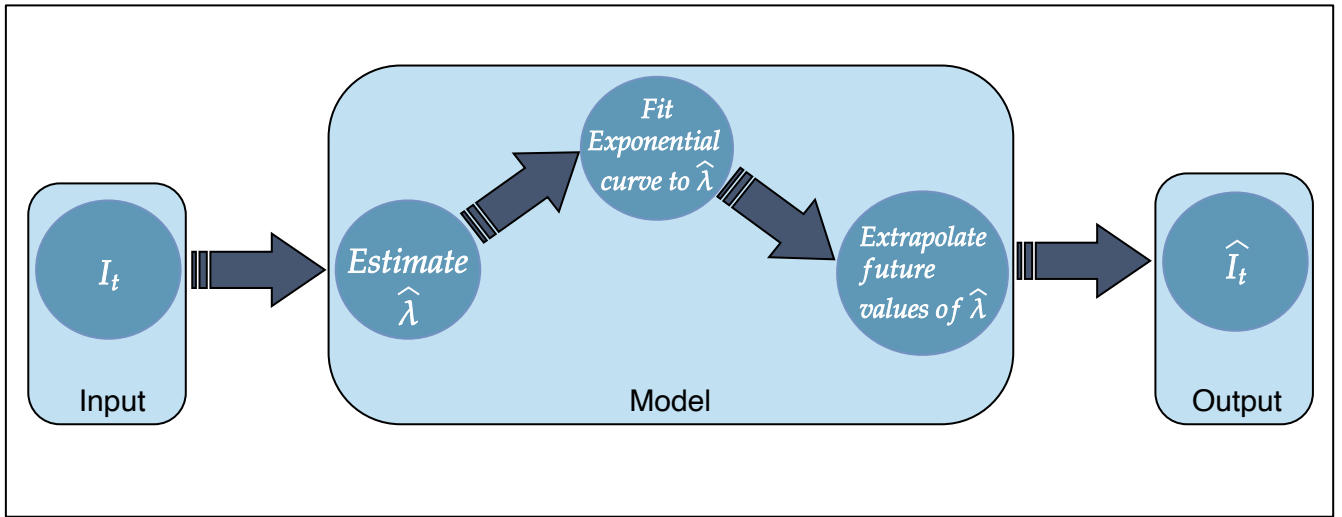 I_t
Input
Estimate
λ̂
Fit
Exponential
curve to λ̂
Extrapolate
future
values of λ̂
Model
Î_t
Output